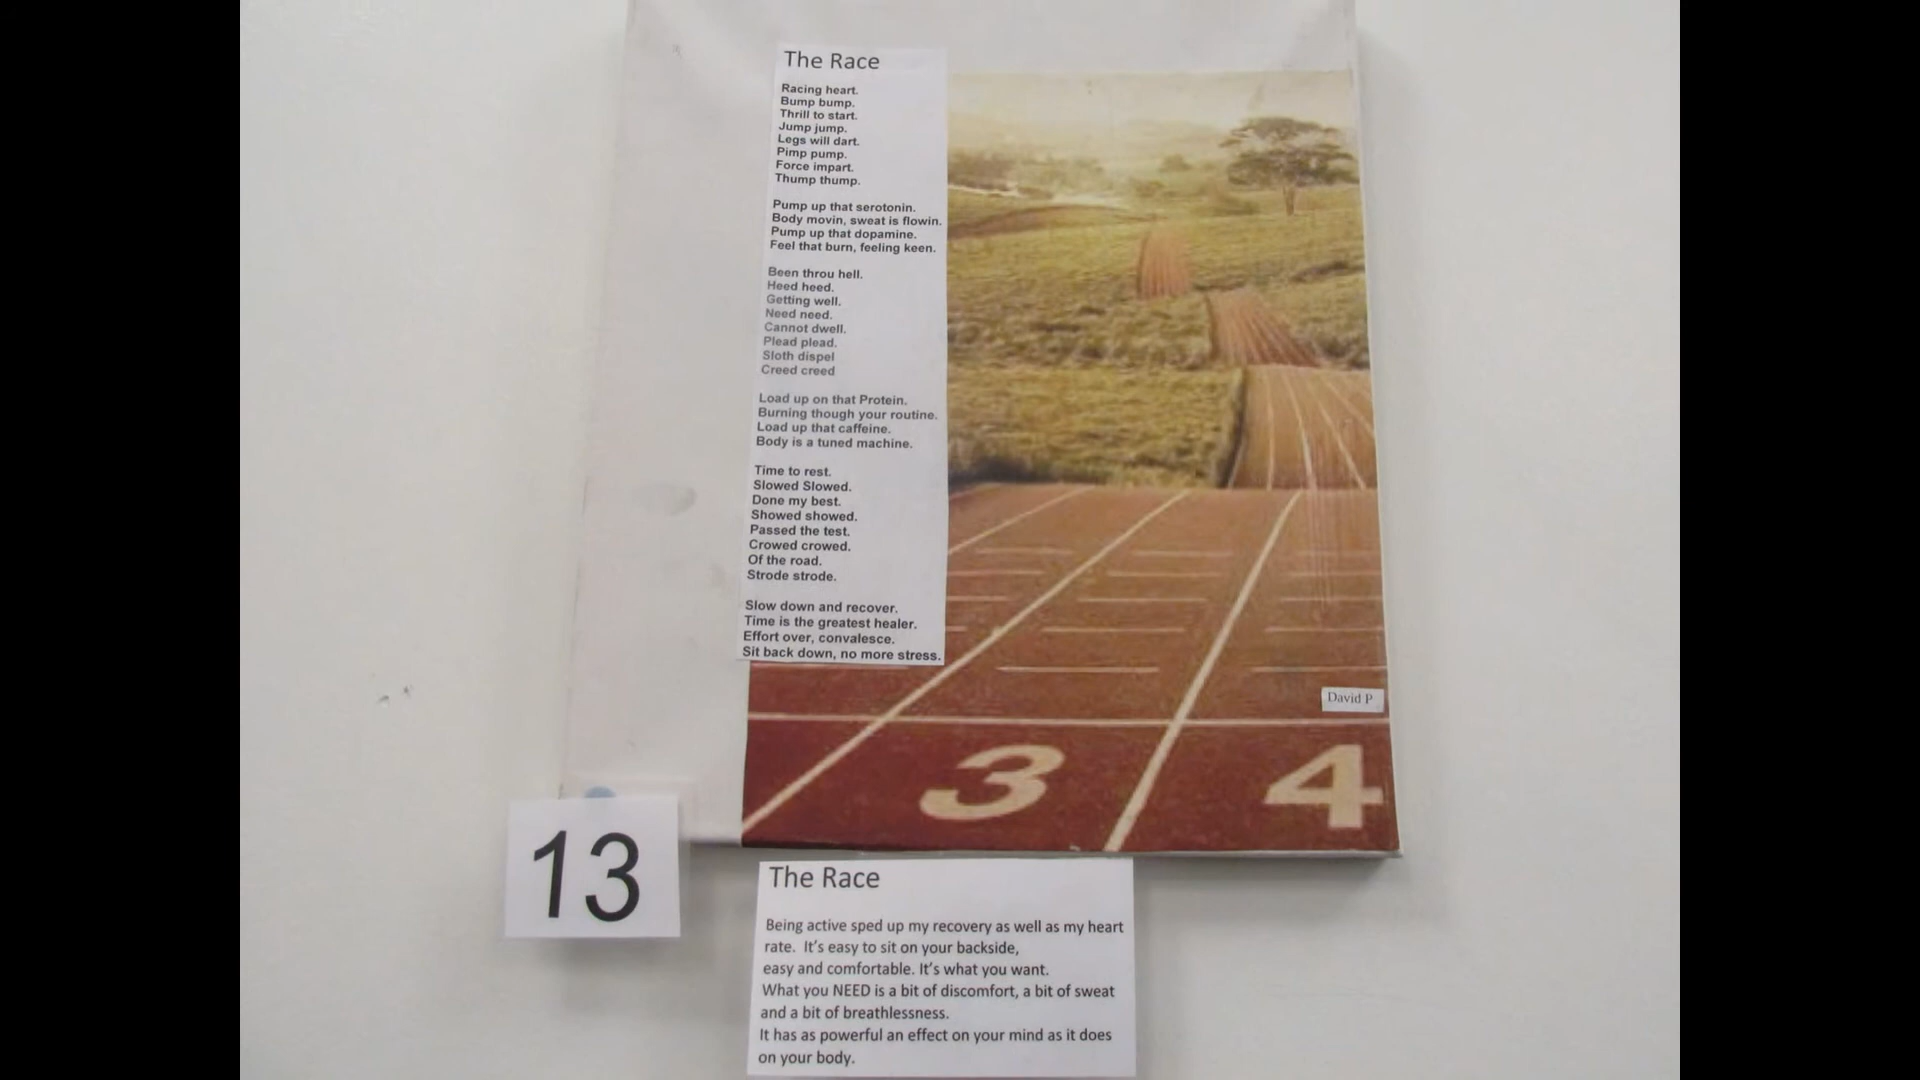 The Race
Racing heart.
Bump bump.
Thrill to start.
Jump jump.
Legs will dart.
Pimp pump.
Force impart.
Thump thump.
Pump up that serotonin.
Body movin, sweat is flowin.
Pump up that dopamine.
Feel that burn, feeling keen.
Been throu hell.
Heed heed.
Getting well.
Need need.
Cannot dwell.
Plead plead.
Sloth dispel
Creed creed
Load up on that Protein.
Burning though your routine.
Load up that caffeine.
Body is a tuned machine.
Time to rest.
Slowed Slowed.
Done my best.
Showed showed.
Passed the test.
Crowed crowed.
Of the road.
Strode strode.
Slow down and recover.
Time is the greatest healer.
Effort over, convalesce.
Sit back down, no more stress.
David P
3
4
13
The Race
Being active sped up my recovery as well as my heart
rate. It's easy to sit on your backside,
easy and comfortable. It's what you want.
What you NEED is a bit of discomfort, a bit of sweat
and a bit of breathlessness.
It has as powerful an effect on your mind as it does
on your body.